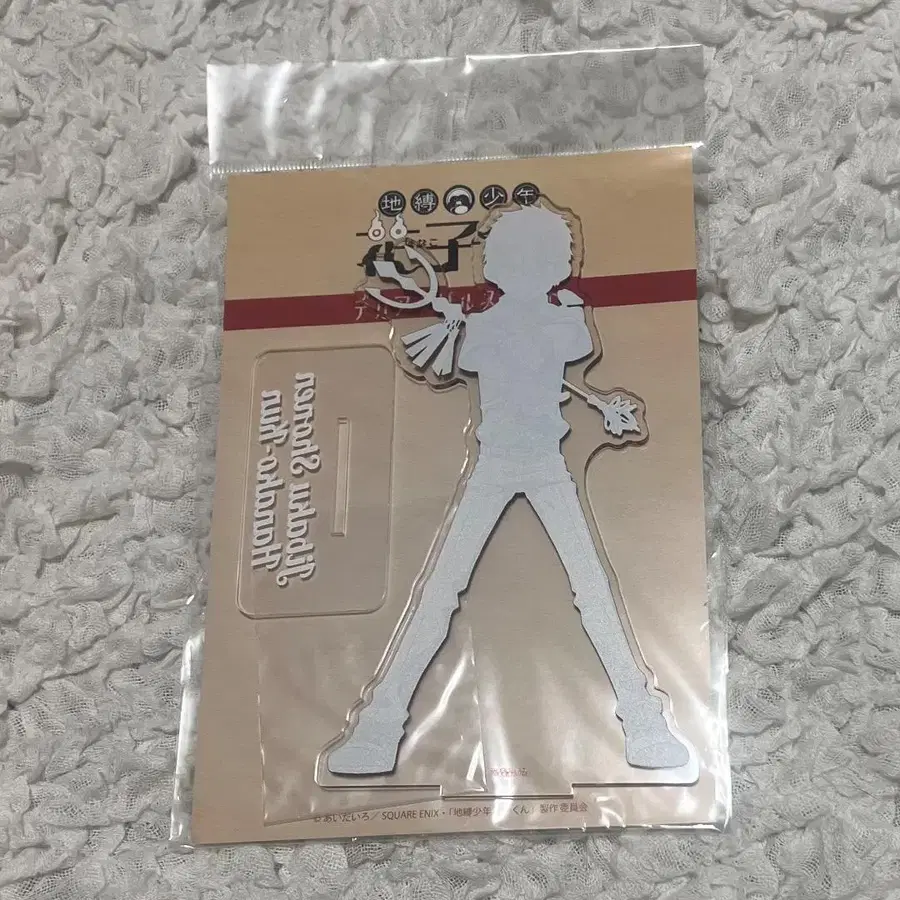 地縛少年
花子
Jibaku Shonen
Hanako-kun
© あいだいろ／SQUARE ENIX・「地縛少年 くん」製作委員会